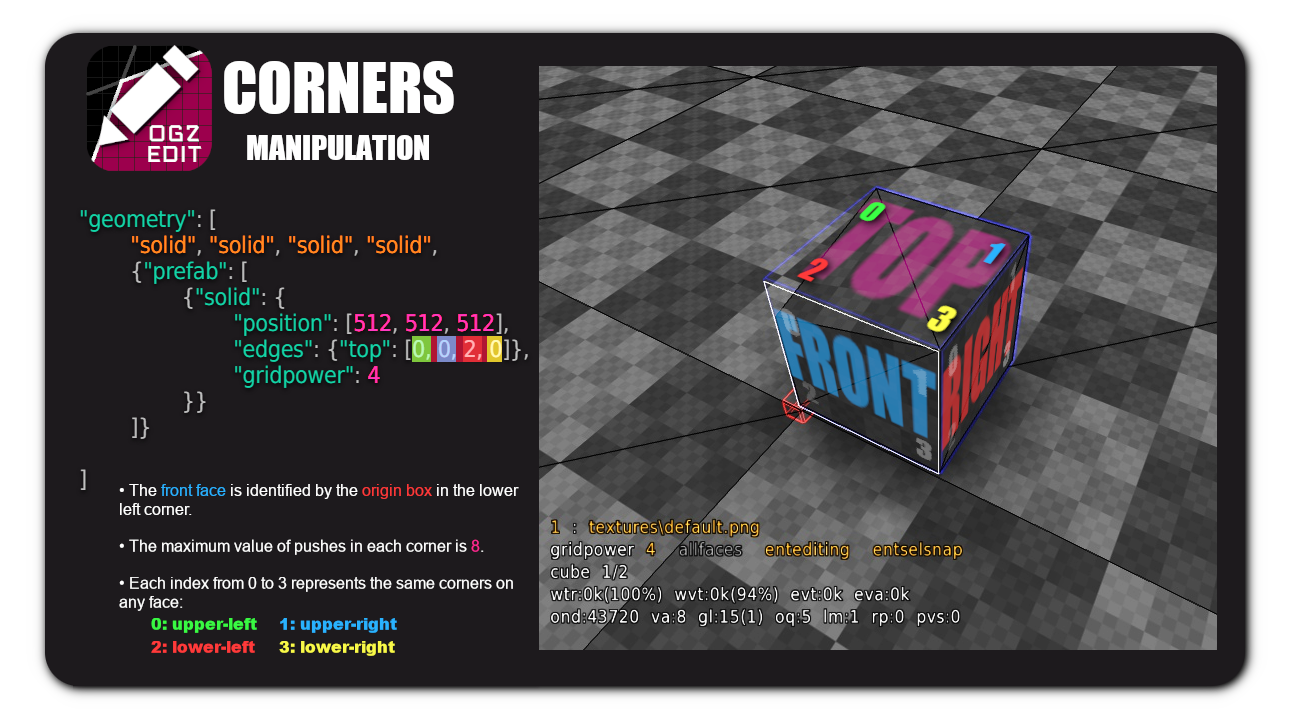 OGZ
EDIT
CORNERS
MANIPULATION
"geometry": [
"solid", "solid", "solid", "solid",
{"prefab": [
{"solid": {
"position": [512, 512, 512],
"edges": {"top": [0, 0, 2, 0]},
"gridpower": 4
}}
]}
]
• The front face is identified by the origin box in the lower
left corner.
• The maximum value of pushes in each corner is 8.
• Each index from 0 to 3 represents the same corners on
any face:
0: upper-left 1: upper-right
2: lower-left 3: lower-right
0
TOP
1
2
3
0
FRONT
1
2
3
0
RIGHT
3
1 : textures\default.png
gridpower 4 allfaces entediting entselsnap
cube 1/2
wtr:0k(100%) wvt:0k(94%) evt:0k eva:0k
ond:43720 va:8 gl:15(1) oq:5 lm:1 rp:0 pvs:0